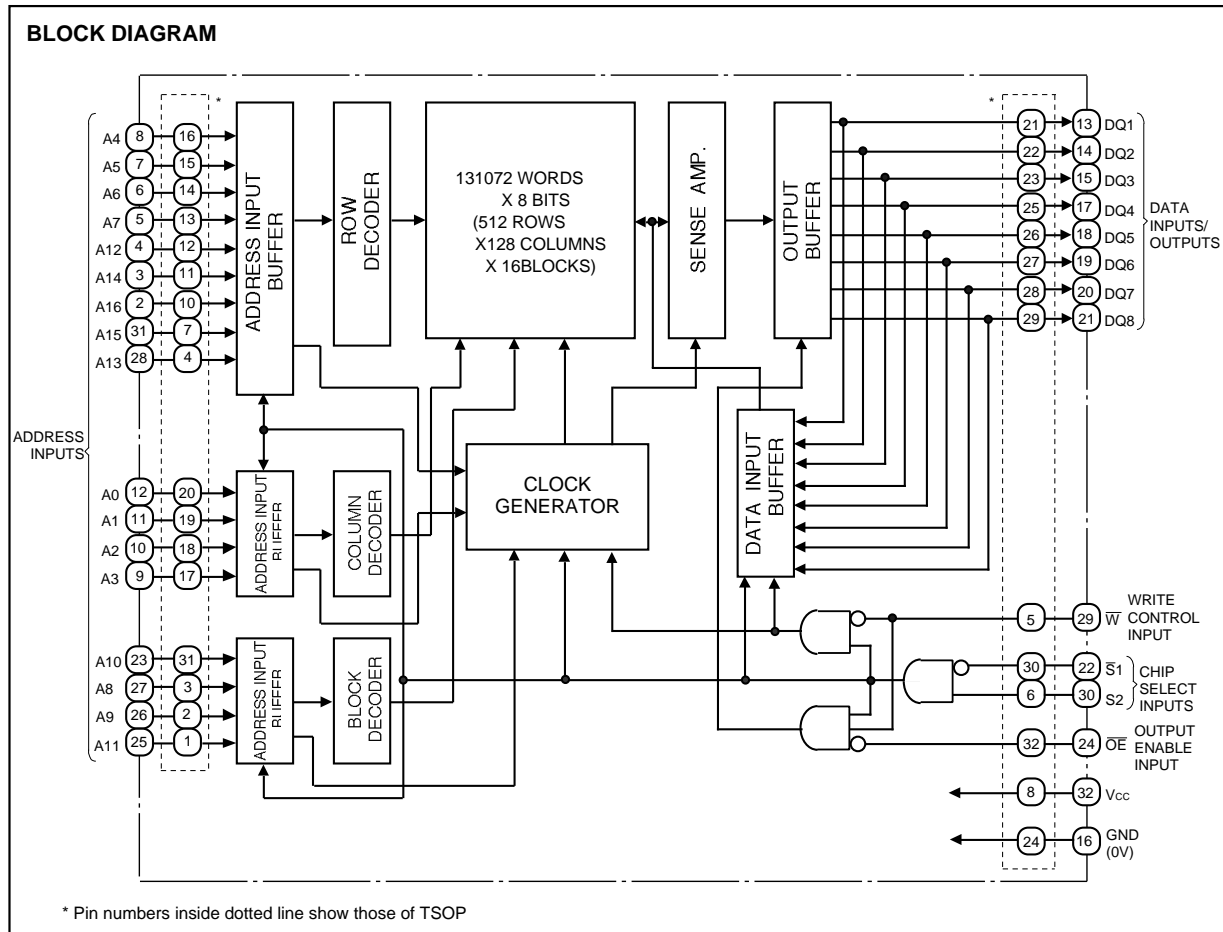 BLOCK DIAGRAM
*
*
A4 8 16
A5 7 15
A6 6 14
A7 5 13
A12 4 12
A14 3 11
A16 2 10
A15 31 7
A13 28 4
ADDRESS
INPUTS
A0 12 20
A1 11 19
A2 10 18
A3 9 17
A10 23 31
A8 27 3
A9 26 2
A11 25 1
ADDRESS INPUT
BUFFER
ROW
DECODER
131072 WORDS
X 8 BITS
(512 ROWS
X128 COLUMNS
X 16BLOCKS)
SENSE AMP.
OUTPUT
BUFFER
ADDRESS INPUT
COLUMN
DECODER
CLOCK
GENERATOR
DATA INPUT
BUFFER
ADDRESS INPUT
BLOCK
DECODER
21 13 DQ1
22 14 DQ2
23 15 DQ3
25 17 DQ4
26 18 DQ5
27 19 DQ6
28 20 DQ7
29 21 DQ8
DATA
INPUTS/
OUTPUTS
5 29 W̅
WRITE
CONTROL
INPUT
30 22 S̅1
6 30 S2
CHIP
SELECT
INPUTS
32 24 O̅E̅
OUTPUT
ENABLE
INPUT
8 32 Vcc
24 16 GND
(0V)
* Pin numbers inside dotted line show those of TSOP